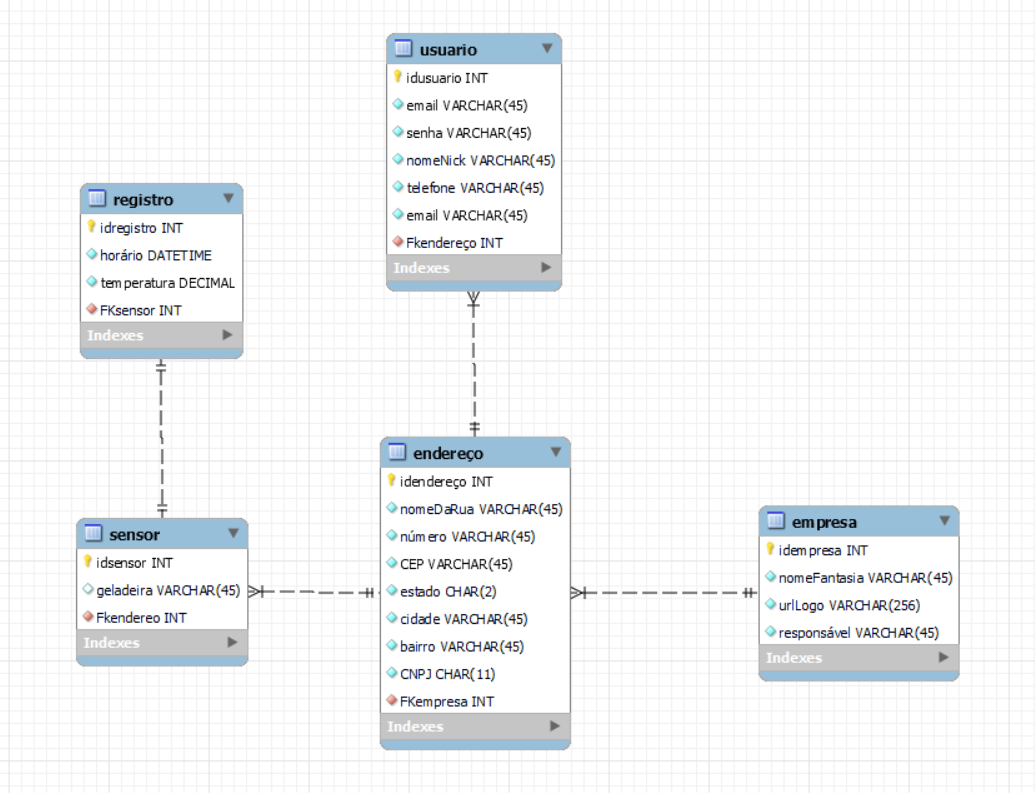 usuario
idusuario INT
email VARCHAR(45)
senha VARCHAR(45)
nomeNick VARCHAR(45)
telefone VARCHAR(45)
email VARCHAR(45)
Fkendereço INT
Indexes
registro
idregistro INT
horário DATETIME
temperatura DECIMAL
FKsensor INT
Indexes
endereço
idendereço INT
nomeDaRua VARCHAR(45)
número VARCHAR(45)
CEP VARCHAR(45)
estado CHAR(2)
cidade VARCHAR(45)
bairro VARCHAR(45)
CNPJ CHAR(11)
FKempresa INT
Indexes
sensor
idsensor INT
geladeira VARCHAR(45)
Fkendereo INT
Indexes
empresa
idempresa INT
nomeFantasia VARCHAR(45)
urlLogo VARCHAR(256)
responsável VARCHAR(45)
Indexes